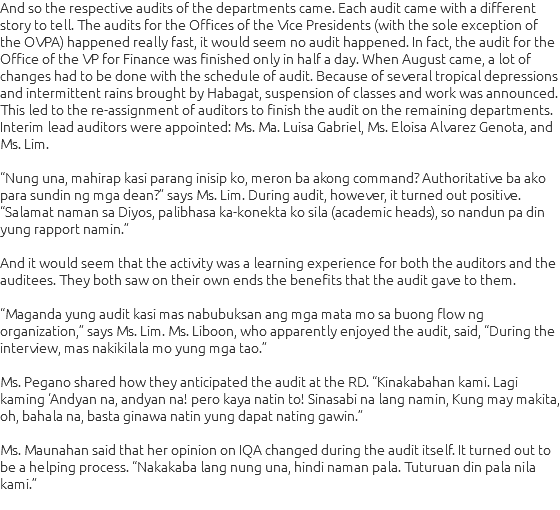 And so the respective audits of the departments came. Each audit came with a different
story to tell. The audits for the Offices of the Vice Presidents (with the sole exception of
the OVPA) happened really fast, it would seem no audit happened. In fact, the audit for the
Office of the VP for Finance was finished only in half a day. When August came, a lot of
changes had to be done with the schedule of audit. Because of several tropical depressions
and intermittent rains brought by Habagat, suspension of classes and work was announced.
This led to the re-assignment of auditors to finish the audit on the remaining departments.
Interim lead auditors were appointed: Ms. Ma. Luisa Gabriel, Ms. Eloisa Alvarez Genota, and
Ms. Lim.
“Nung una, mahirap kasi parang inisip ko, meron ba akong command? Authoritative ba ako
para sundin ng mga dean?” says Ms. Lim. During audit, however, it turned out positive.
“Salamat naman sa Diyos, palibhasa ka-konekta ko sila (academic heads), so nandun pa din
yung rapport namin.”
And it would seem that the activity was a learning experience for both the auditors and the
auditees. They both saw on their own ends the benefits that the audit gave to them.
“Maganda yung audit kasi mas nabubuksan ang mga mata mo sa buong flow ng
organization,” says Ms. Lim. Ms. Liboon, who apparently enjoyed the audit, said, “During the
interview, mas nakikilala mo yung mga tao.”
Ms. Pegano shared how they anticipated the audit at the RD. “Kinakabahan kami. Lagi
kaming ‘Andyan na, andyan na! pero kaya natin to! Sinasabi na lang namin, Kung may makita,
oh, bahala na, basta ginawa natin yung dapat nating gawin.”
Ms. Maunahan said that her opinion on IQA changed during the audit itself. It turned out to
be a helping process. “Nakakaba lang nung una, hindi naman pala. Tuturuan din pala nila
kami.”